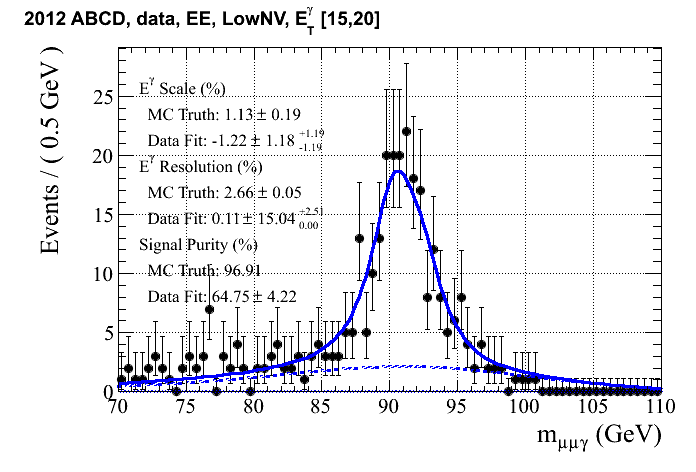 2012 ABCD, data, EE, LowNV, E_T^γ [15,20]
Events / ( 0.5 GeV )
25
20
15
10
5
0
E^γ Scale (%)
MC Truth: 1.13 ± 0.19
Data Fit: -1.22 ± 1.18 +1.19 -1.19
E^γ Resolution (%)
MC Truth: 2.66 ± 0.05
Data Fit: 0.11 ± 15.04 +2.51 0.00
Signal Purity (%)
MC Truth: 96.91
Data Fit: 64.75 ± 4.22
70 75 80 85 90 95 100 105 110
m_μμγ (GeV)